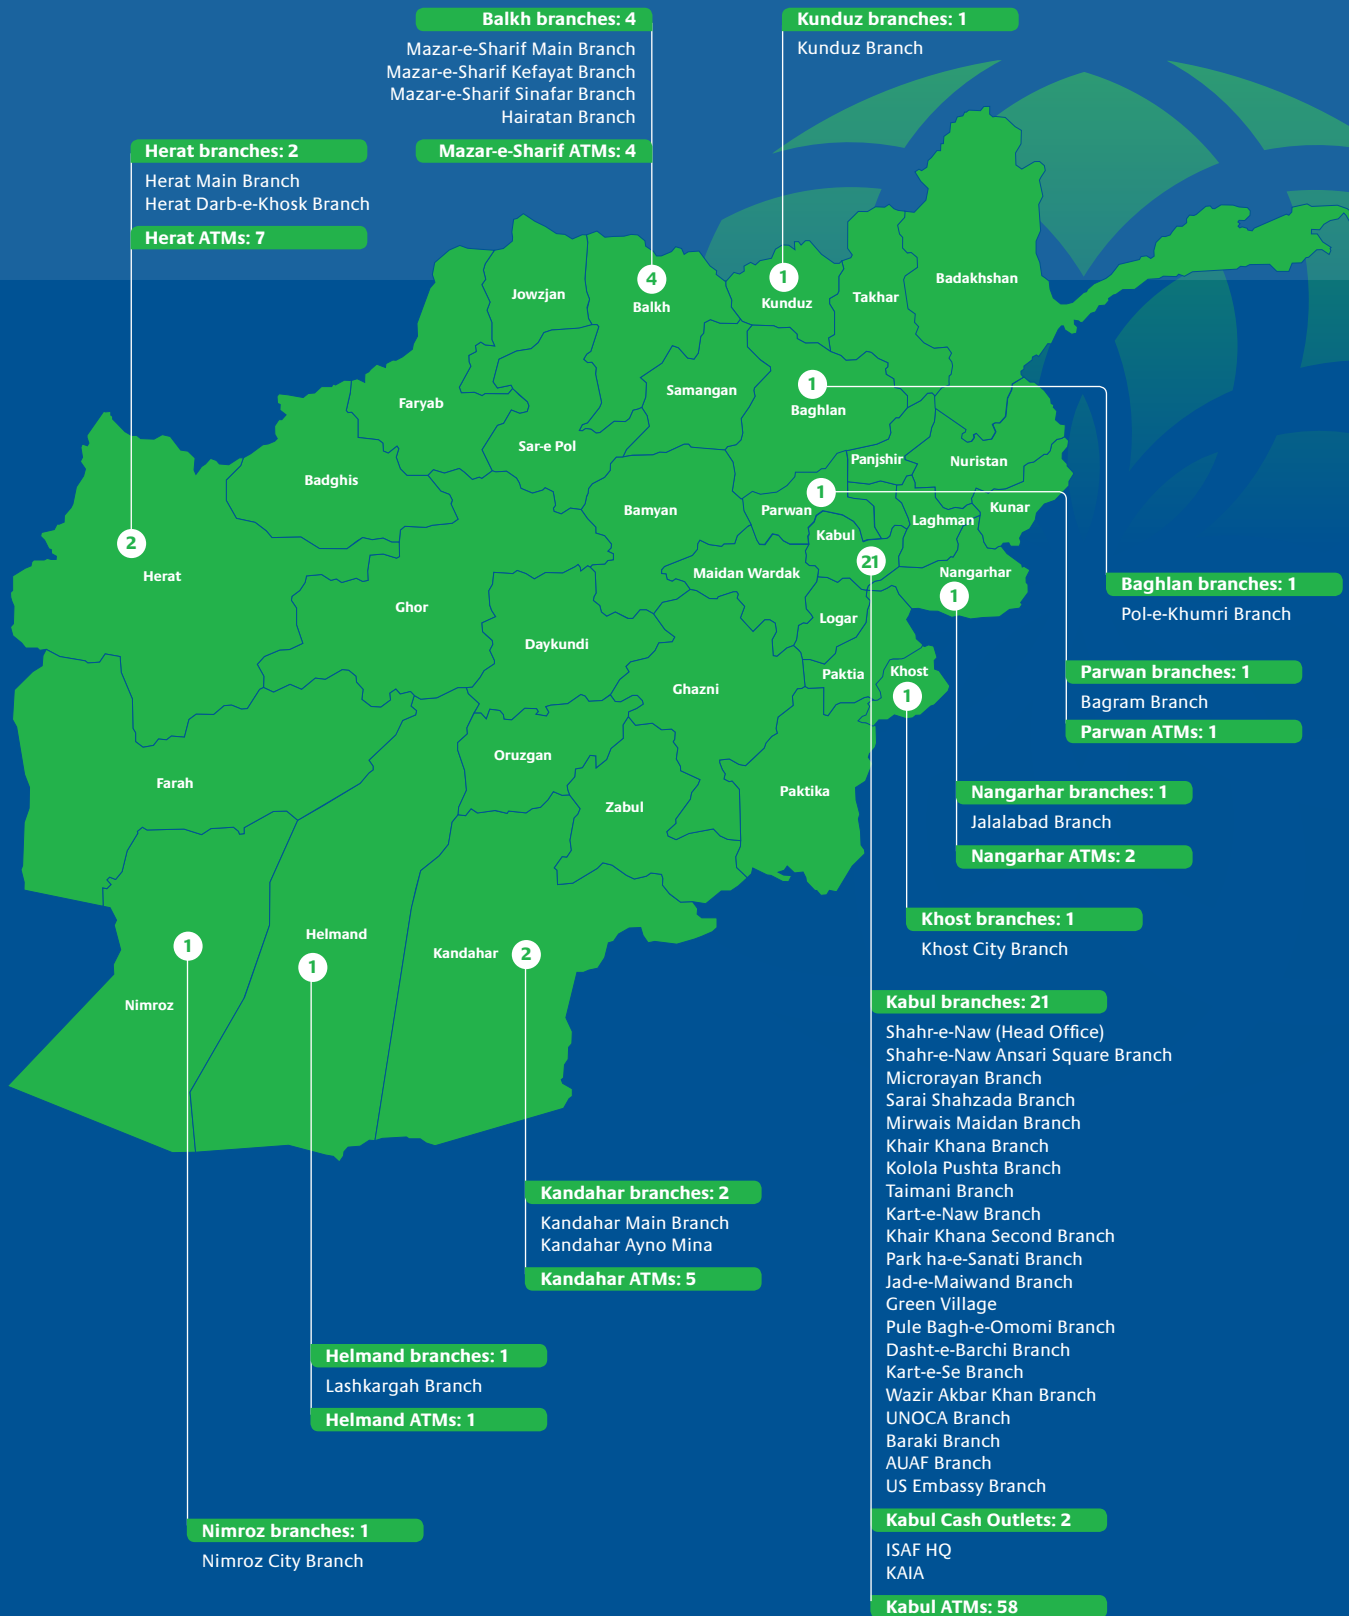 Balkh branches: 4
Mazar-e-Sharif Main Branch
Mazar-e-Sharif Kefayat Branch
Mazar-e-Sharif Sinafar Branch
Hairatan Branch
Mazar-e-Sharif ATMs: 4
Kunduz branches: 1
Kunduz Branch
Herat branches: 2
Herat Main Branch
Herat Darb-e-Khosk Branch
Herat ATMs: 7
Jowzjan
4
Balkh
1
Kunduz
Takhar
Badakhshan
Faryab
Samangan
1
Baghlan
Sar-e Pol
Badghis
Panjshir
Nuristan
Bamyan
1
Parwan
Kunar
Laghman
Kabul
21
2
Herat
Maidan Wardak
Nangarhar
1
Ghor
Logar
Daykundi
Paktia
Khost
1
Ghazni
Oruzgan
Farah
Zabul
Paktika
1
Nimroz
Helmand
1
Kandahar
2
Baghlan branches: 1
Pol-e-Khumri Branch
Parwan branches: 1
Bagram Branch
Parwan ATMs: 1
Nangarhar branches: 1
Jalalabad Branch
Nangarhar ATMs: 2
Khost branches: 1
Khost City Branch
Kabul branches: 21
Shahr-e-Naw (Head Office)
Shahr-e-Naw Ansari Square Branch
Microrayan Branch
Sarai Shahzada Branch
Mirwais Maidan Branch
Khair Khana Branch
Kolola Pushta Branch
Taimani Branch
Kart-e-Naw Branch
Khair Khana Second Branch
Park ha-e-Sanati Branch
Jad-e-Maiwand Branch
Green Village
Pule Bagh-e-Omomi Branch
Dasht-e-Barchi Branch
Kart-e-Se Branch
Wazir Akbar Khan Branch
UNOCA Branch
Baraki Branch
AUAF Branch
US Embassy Branch
Kabul Cash Outlets: 2
ISAF HQ
KAIA
Kabul ATMs: 58
Kandahar branches: 2
Kandahar Main Branch
Kandahar Ayno Mina
Kandahar ATMs: 5
Helmand branches: 1
Lashkargah Branch
Helmand ATMs: 1
Nimroz branches: 1
Nimroz City Branch